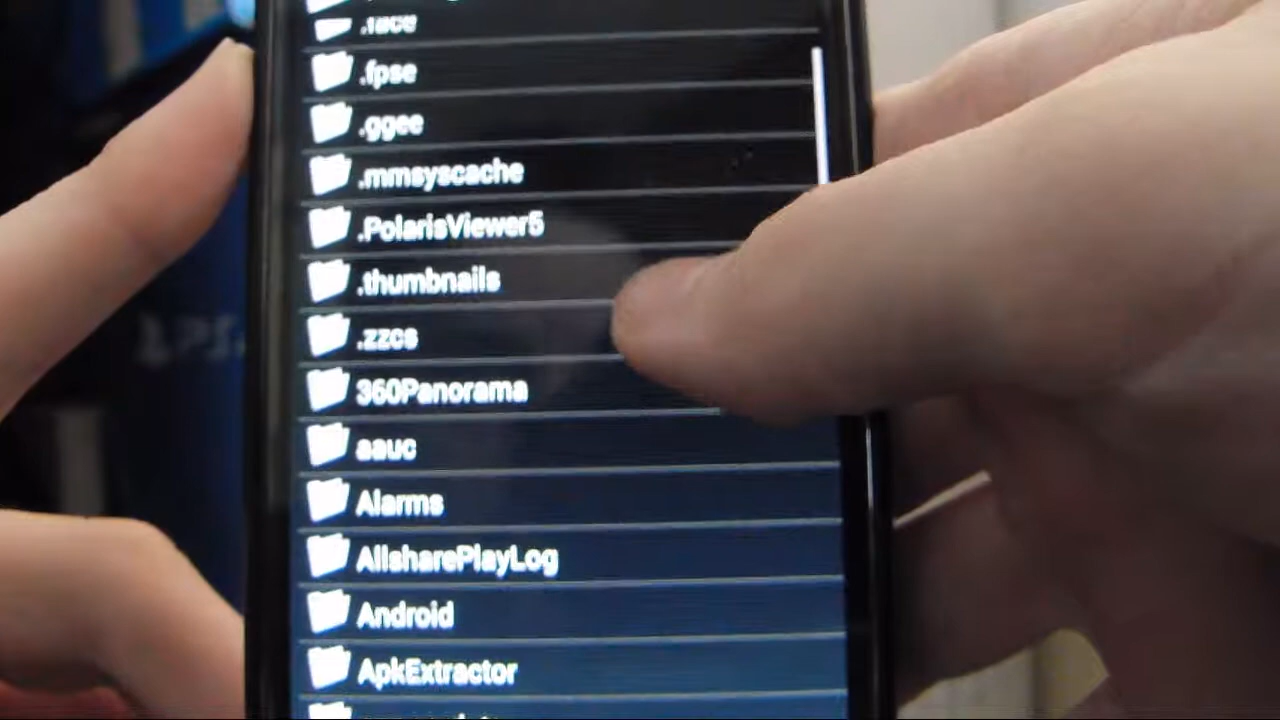 .face
.fpse
.ggee
.mmsyscache
.PolarisViewer5
.thumbnails
.zzcs
360Panorama
aauc
Alarms
AllsharePlayLog
Android
ApkExtractor